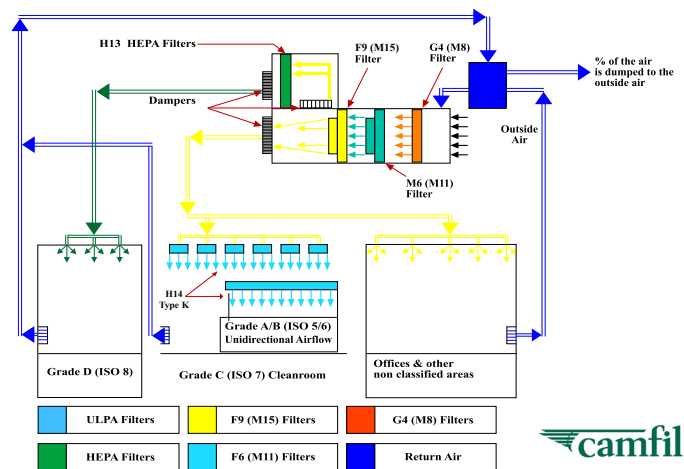 H13 HEPA Filters
F9 (M15)
Filter
G4 (M8)
Filter
% of the air
is dumped to the
outside air
Dampers
Outside
Air
M6 (M11)
Filter
H14
Type K
Grade A/B (ISO 5/6)
Unidirectional Airflow
Grade D (ISO 8)
Grade C (ISO 7) Cleanroom
Offices & other
non classified areas
ULPA Filters
F9 (M15) Filters
G4 (M8) Filters
HEPA Filters
F6 (M11) Filters
Return Air
camfil